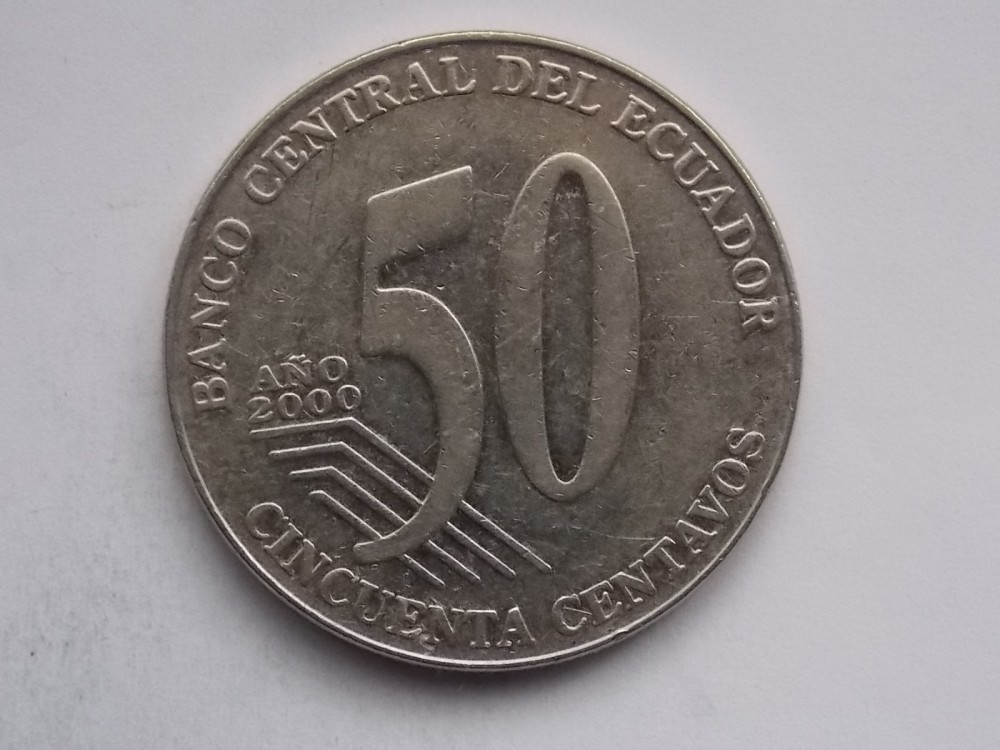 BANCO CENTRAL DEL ECUADOR
50
AÑO
2000
CINCUENTA CENTAVOS